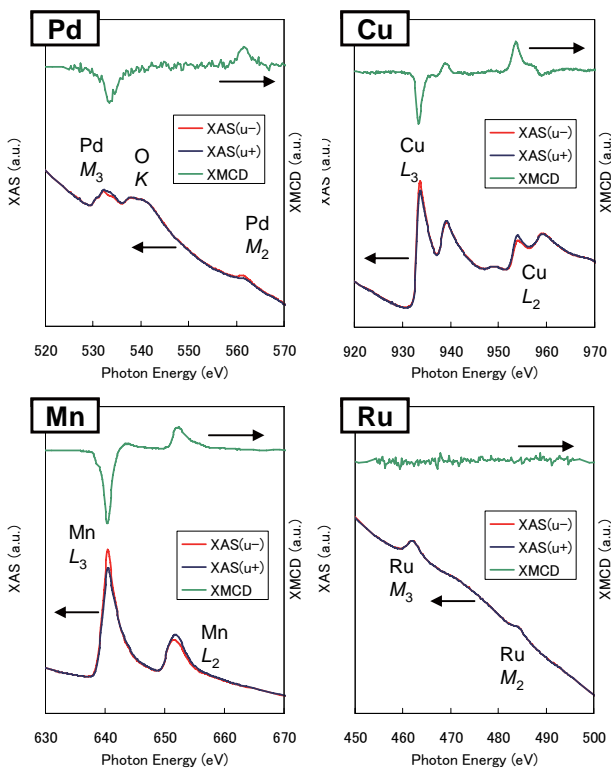 Pd
XAS (a.u.)
XMCD (a.u.)
XAS(u−)
XAS(u+)
XMCD
Pd
M3
O
K
Pd
M2
520 530 540 550 560 570
Photon Energy (eV)
Cu
XAS (a.u.)
XMCD (a.u.)
XAS(u−)
XAS(u+)
XMCD
Cu
L3
Cu
L2
920 930 940 950 960 970
Photon Energy (eV)
Mn
XAS (a.u.)
XMCD (a.u.)
XAS(u−)
XAS(u+)
XMCD
Mn
L3
Mn
L2
630 640 650 660 670
Photon Energy (eV)
Ru
XAS (a.u.)
XMCD (a.u.)
XAS(u−)
XAS(u+)
XMCD
Ru
M3
Ru
M2
450 460 470 480 490 500
Photon Energy (eV)